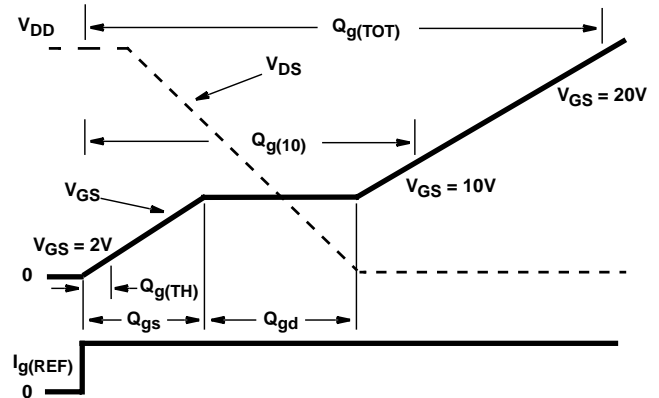 V_DD
Q_g(TOT)
V_DS
V_GS = 20V
Q_g(10)
V_GS
V_GS = 10V
V_GS = 2V
0
Q_g(TH)
Q_gs
Q_gd
I_g(REF)
0